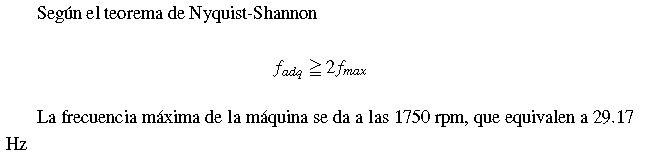 Según el teorema de Nyquist-Shannon
f_adq ≧ 2f_max
La frecuencia máxima de la máquina se da a las 1750 rpm, que equivalen a 29.17
Hz